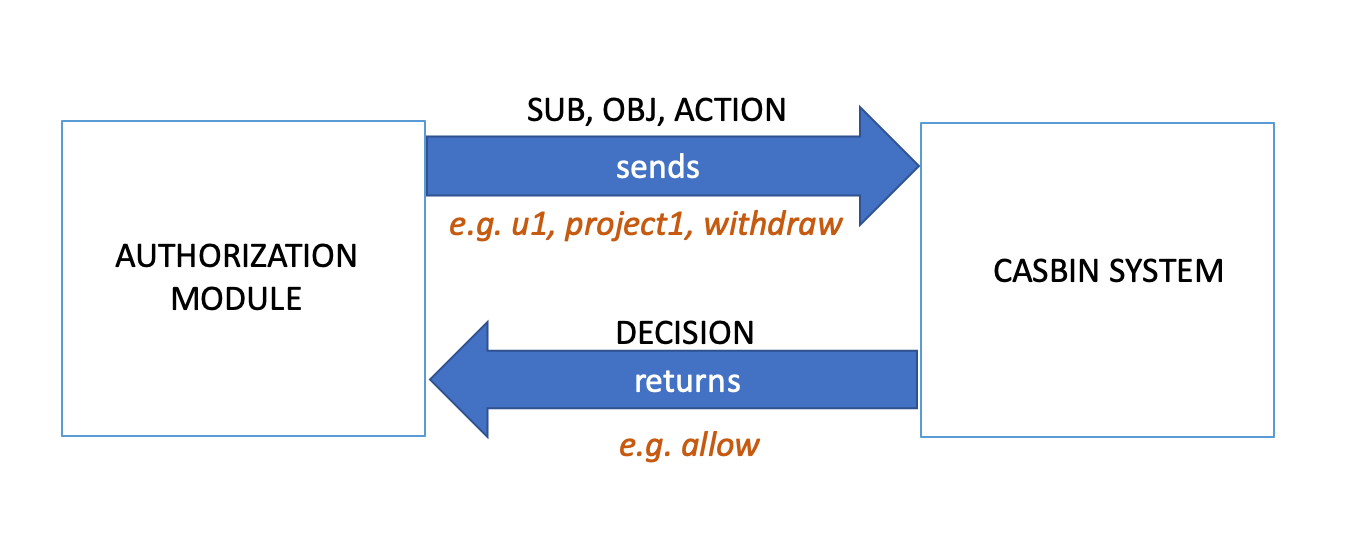 SUB, OBJ, ACTION
sends
e.g. u1, project1, withdraw
AUTHORIZATION
MODULE
CASBIN SYSTEM
DECISION
returns
e.g. allow